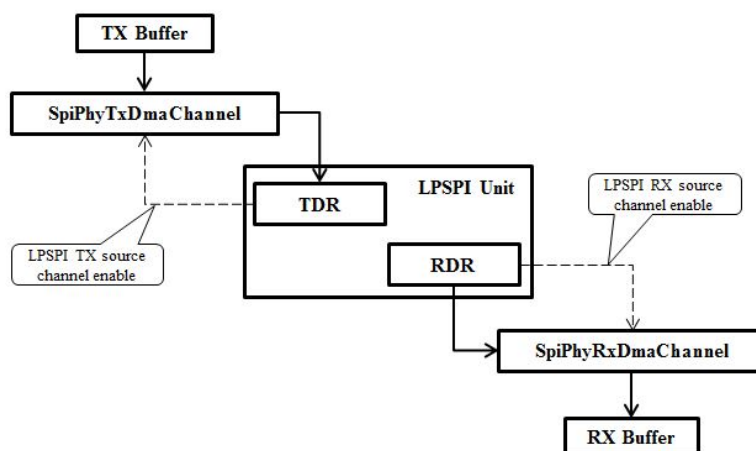 TX Buffer
SpiPhyTxDmaChannel
LPSPI Unit
LPSPI RX source
channel enable
TDR
LPSPI TX source
channel enable
RDR
SpiPhyRxDmaChannel
RX Buffer